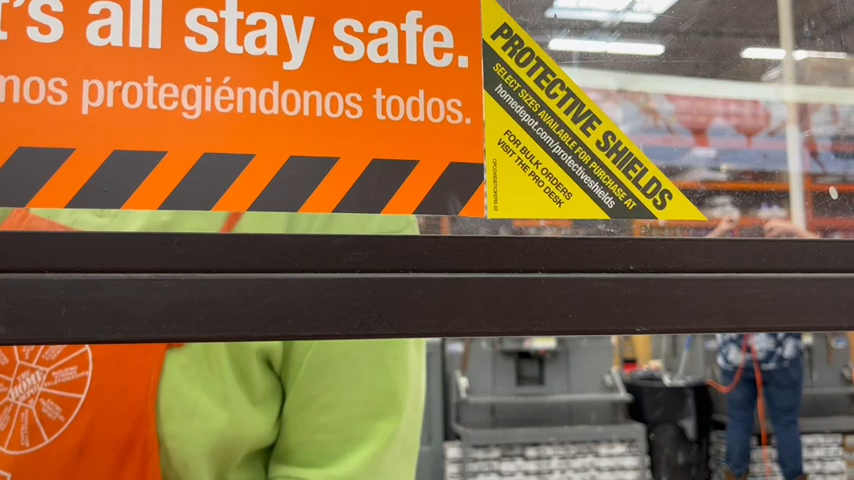 t's all stay safe.
mos protegiéndonos todos.
PROTECTIVE SHIELDS
SELECT SIZES AVAILABLE FOR PURCHASE AT
homedepot.com/protectiveshields
FOR BULK ORDERS
VISIT THE PRO DESK